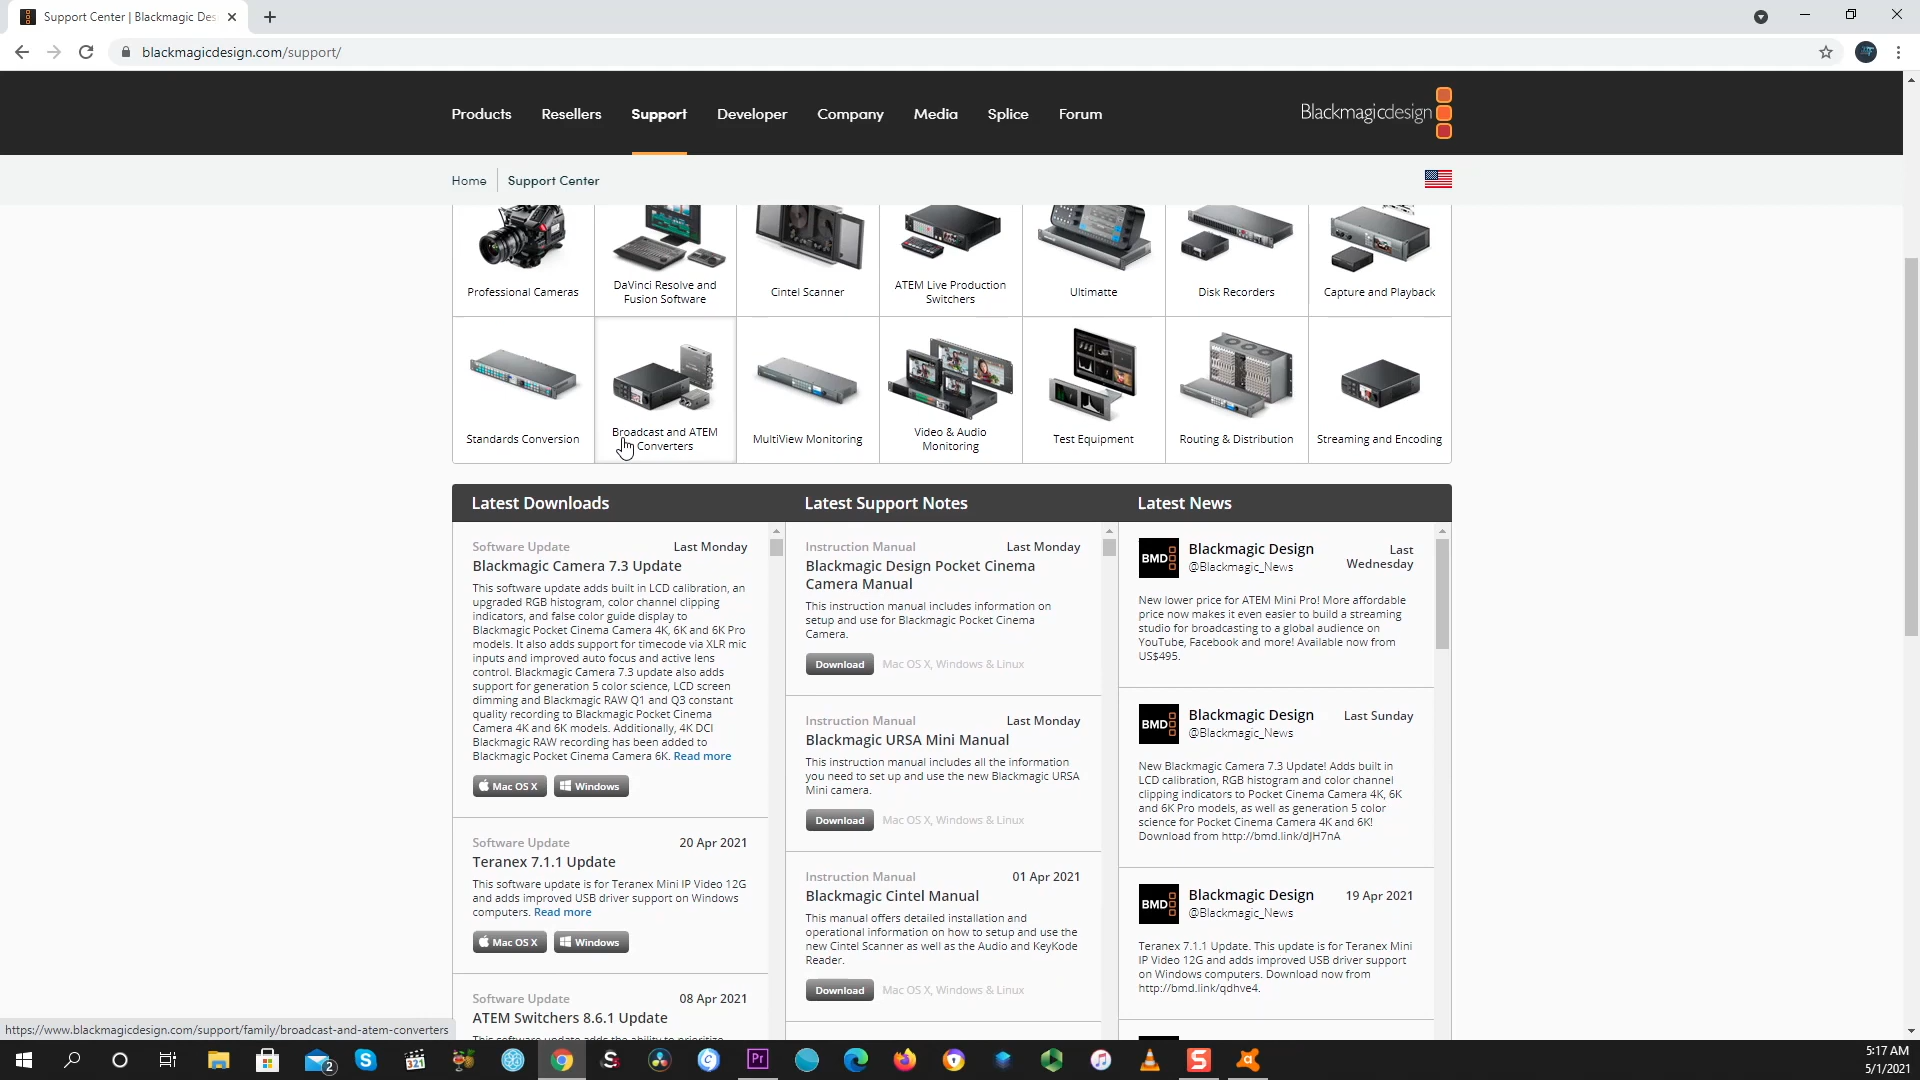 Support Center | Blackmagic Des
blackmagicdesign.com/support/
Products
Resellers
Support
Developer
Company
Media
Splice
Forum
Blackmagicdesign
Home
Support Center
Professional Cameras
DaVinci Resolve and
Fusion Software
Cintel Scanner
ATEM Live Production
Switchers
Ultimatte
Disk Recorders
Capture and Playback
Standards Conversion
Broadcast and ATEM
Converters
MultiView Monitoring
Video & Audio
Monitoring
Test Equipment
Routing & Distribution
Streaming and Encoding
Latest Downloads
Software Update
Last Monday
Blackmagic Camera 7.3 Update
This software update adds built in LCD calibration, an
upgraded RGB histogram, color channel clipping
indicators, and false color guide display to
Blackmagic Pocket Cinema Camera 4K, 6K and 6K Pro
models. It also adds support for timecode via XLR mic
inputs and improved auto focus and active lens
control. Blackmagic Camera 7.3 update also adds
support for generation 5 color science, LCD screen
dimming and Blackmagic RAW Q1 and Q3 constant
quality recording to Blackmagic Pocket Cinema
Camera 4K and 6K models. Additionally, 4K DCI
Blackmagic RAW recording has been added to
Blackmagic Pocket Cinema Camera 6K. Read more
Mac OS X
Windows
Software Update
20 Apr 2021
Teranex 7.1.1 Update
This software update is for Teranex Mini IP Video 12G
and adds improved USB driver support on Windows
computers. Read more
Mac OS X
Windows
Software Update
08 Apr 2021
ATEM Switchers 8.6.1 Update
Latest Support Notes
Instruction Manual
Last Monday
Blackmagic Design Pocket Cinema
Camera Manual
This instruction manual includes information on
setup and use for Blackmagic Pocket Cinema
Camera.
Download
Mac OS X, Windows & Linux
Instruction Manual
Last Monday
Blackmagic URSA Mini Manual
This instruction manual includes all the information
you need to set up and use the new Blackmagic URSA
Mini camera.
Download
Mac OS X, Windows & Linux
Instruction Manual
01 Apr 2021
Blackmagic Cintel Manual
This manual offers detailed installation and
operational information on how to setup and use the
new Cintel Scanner as well as the Audio and KeyKode
Reader.
Download
Mac OS X, Windows & Linux
Latest News
BMD
Blackmagic Design
@Blackmagic_News
Last
Wednesday
New lower price for ATEM Mini Pro! More affordable
price now makes it even easier to build a streaming
studio for broadcasting to a global audience on
YouTube, Facebook and more! Available now from
US$495.
BMD
Blackmagic Design
@Blackmagic_News
Last Sunday
New Blackmagic Camera 7.3 Update! Adds built in
LCD calibration, RGB histogram and color channel
clipping indicators to Pocket Cinema Camera 4K, 6K
and 6K Pro models, as well as generation 5 color
science for Pocket Cinema Camera 4K and 6K!
Download from http://bmd.link/dJH7nA
BMD
Blackmagic Design
@Blackmagic_News
19 Apr 2021
Teranex 7.1.1 Update. This update is for Teranex Mini
IP Video 12G and adds improved USB driver support
on Windows computers. Download now from
http://bmd.link/qdhve4.
https://www.blackmagicdesign.com/support/family/broadcast-and-atem-converters
2
321
Pr
5:17 AM
5/1/2021